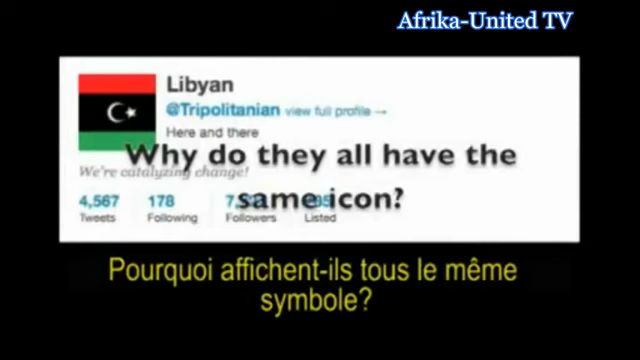 Afrika-United TV
Libyan
@Tripolitanian view full profile →
Here and there
Why do they all have the
We're catalyzing change!
same icon?
4,567 178
Tweets Following Followers Listed
Pourquoi affichent-ils tous le même
symbole?